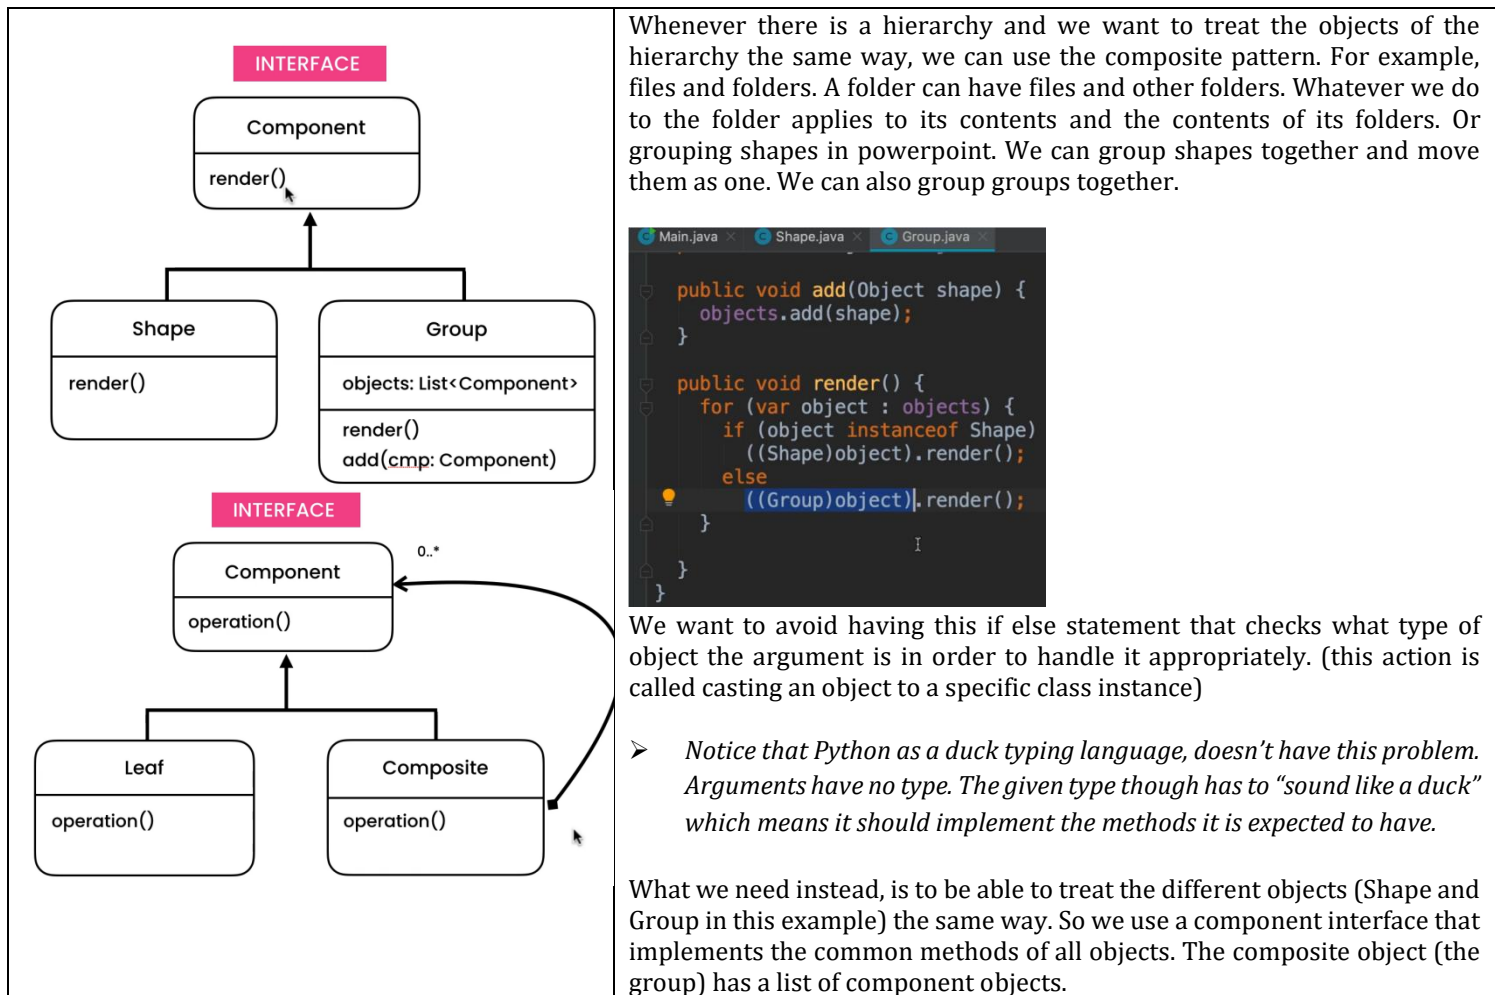 INTERFACE
Component
render()
Shape
render()
Group
objects: List<Component>
render()
add(cmp: Component)
INTERFACE
Component
operation()
0..*
Leaf
operation()
Composite
operation()
Whenever there is a hierarchy and we want to treat the objects of the
hierarchy the same way, we can use the composite pattern. For example,
files and folders. A folder can have files and other folders. Whatever we do
to the folder applies to its contents and the contents of its folders. Or
grouping shapes in powerpoint. We can group shapes together and move
them as one. We can also group groups together.
Main.java Shape.java Group.java
public void add(Object shape) {
objects.add(shape);
}
public void render() {
for (var object : objects) {
if (object instanceof Shape)
((Shape)object).render();
else
((Group)object).render();
}
}
}
We want to avoid having this if else statement that checks what type of
object the argument is in order to handle it appropriately. (this action is
called casting an object to a specific class instance)
➢ Notice that Python as a duck typing language, doesn’t have this problem.
Arguments have no type. The given type though has to “sound like a duck”
which means it should implement the methods it is expected to have.
What we need instead, is to be able to treat the different objects (Shape and
Group in this example) the same way. So we use a component interface that
implements the common methods of all objects. The composite object (the
group) has a list of component objects.